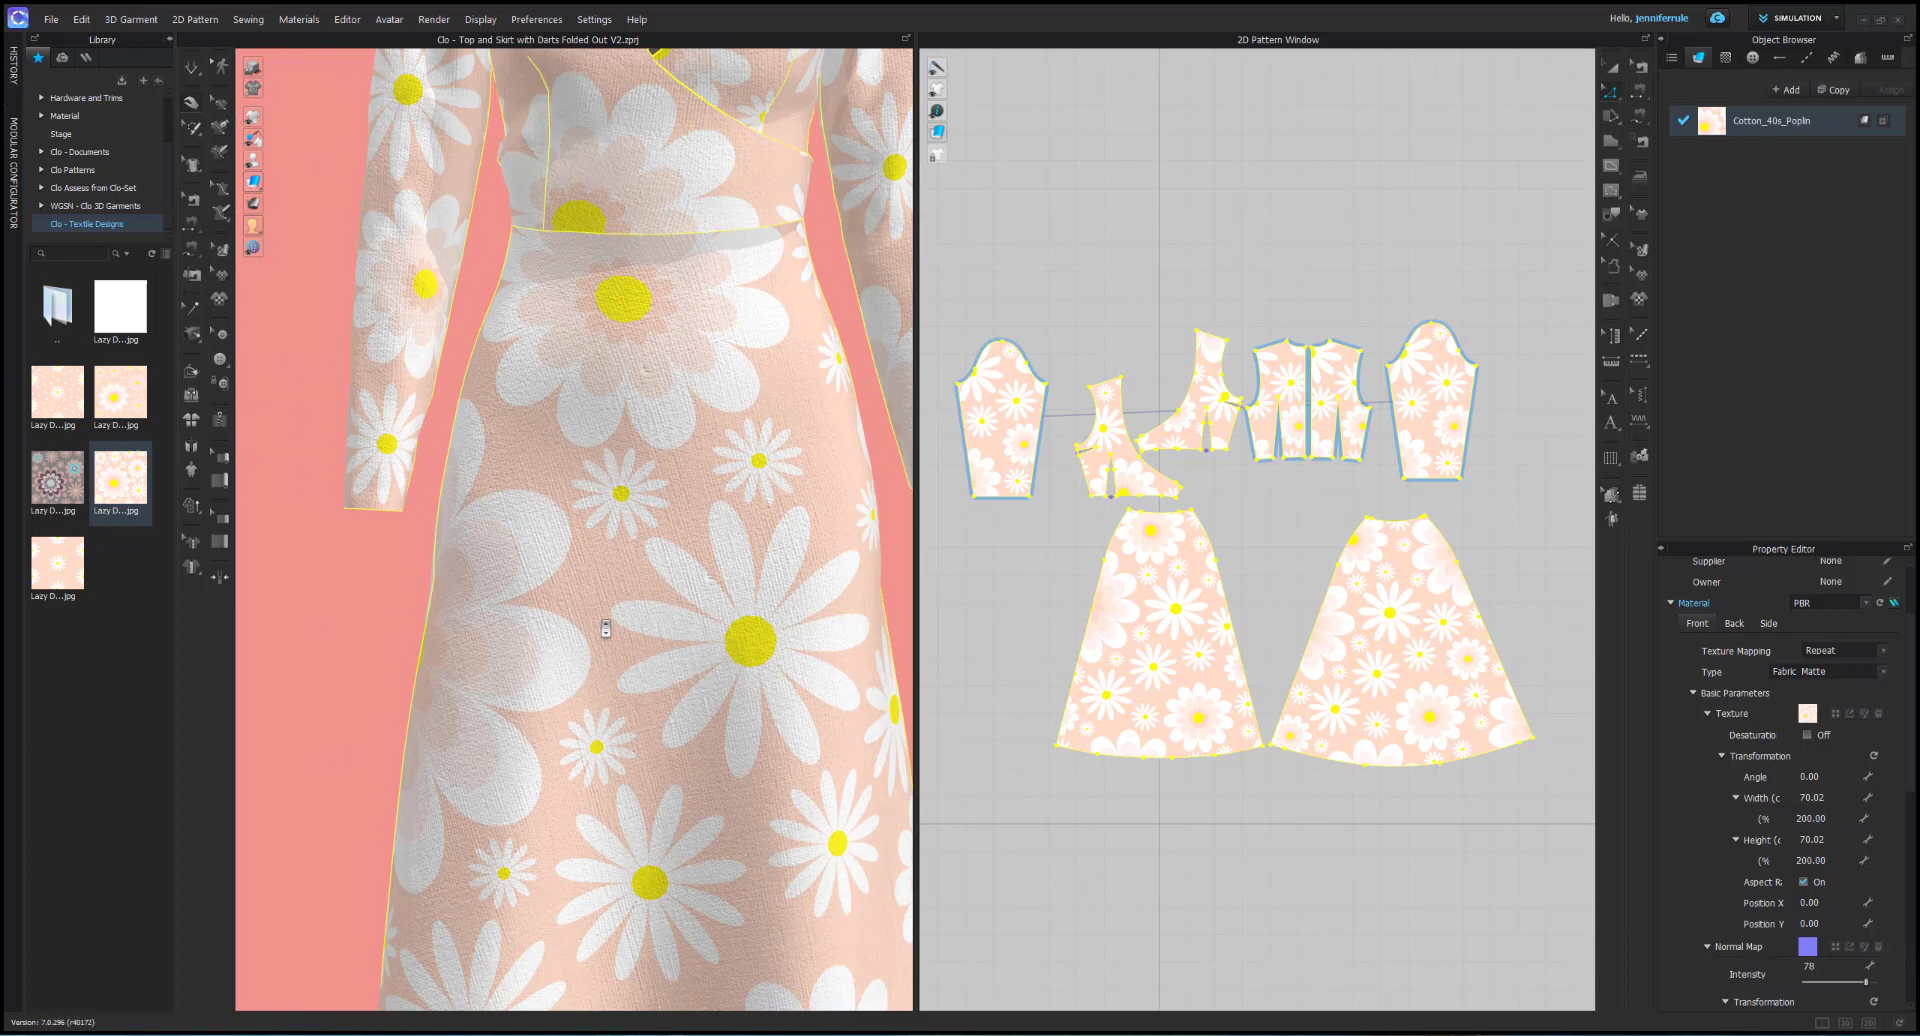 File Edit 3D Garment 2D Pattern Sewing Materials Editor Avatar Render Display Preferences Settings Help
Hello, jenniferrule
SIMULATION
HISTORY
MODULAR CONFIGURATOR
Library
Hardware and Trims
Material
Stage
Clo - Documents
Clo Patterns
Clo Assess from Clo-Set
WGSN - Clo 3D Garments
Clo - Textile Designs
..
Lazy D...jpg
Lazy D...jpg
Lazy D...jpg
Lazy D...jpg
Lazy D...jpg
Lazy D...jpg
Version: 7.0.296 (r40172)
Clo - Top and Skirt with Darts Folded Out V2.zprj
2D Pattern Window
Object Browser
+ Add
Copy
Assign
Cotton_40s_Poplin
Property Editor
Supplier None
Owner None
Material PBR
Front Back Side
Texture Mapping Repeat
Type Fabric Matte
Basic Parameters
Texture
Desaturatio Off
Transformation
Angle 0.00
Width (c 70.02
(% 200.00
Height (c 70.02
(% 200.00
Aspect R: On
Position X 0.00
Position Y 0.00
Normal Map
Intensity 78
Transformation
3D
2D